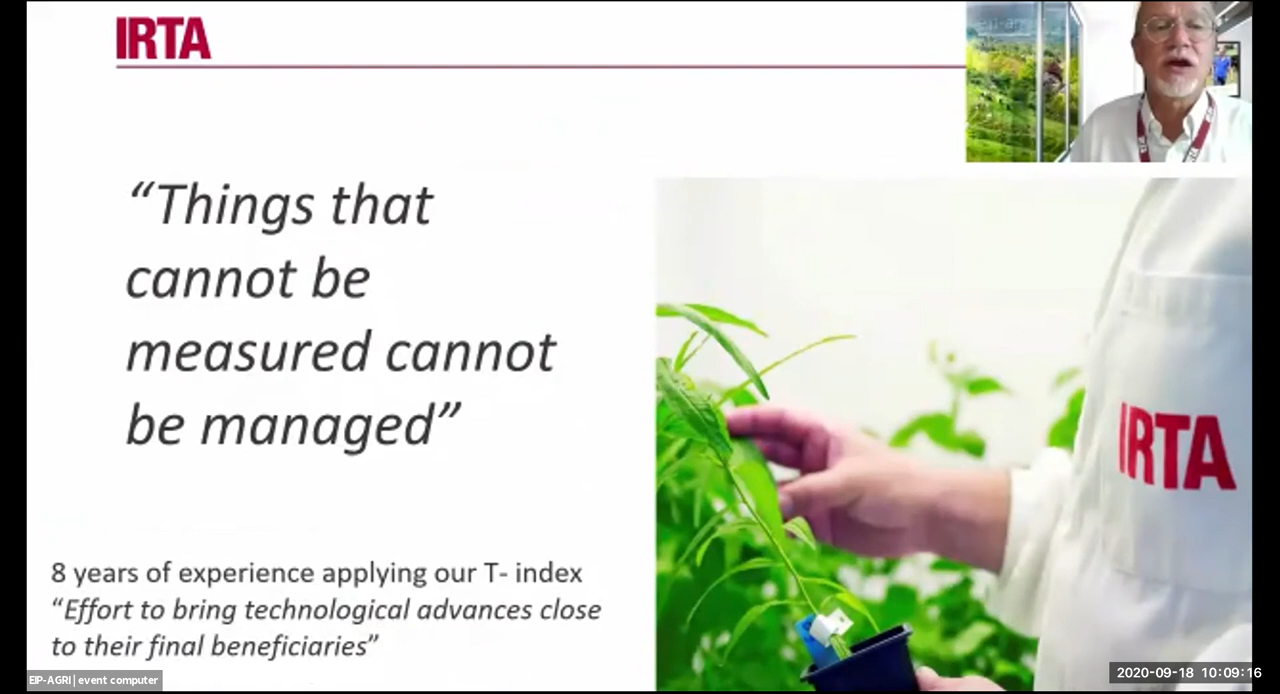 IRTA
“Things that
cannot be
measured cannot
be managed”
8 years of experience applying our T- index
“Effort to bring technological advances close
to their final beneficiaries”
IRTA
EIP-AGRI | event computer
2020-09-18 10:09:16